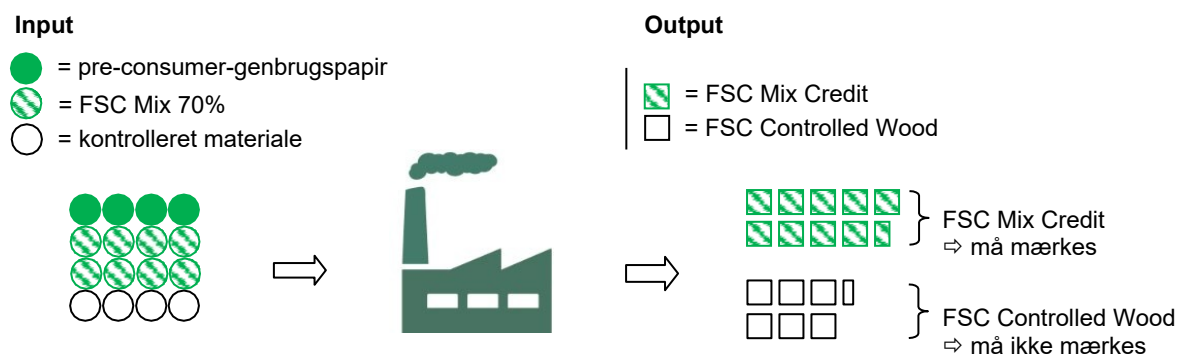 Input
= pre-consumer-genbrugspapir
= FSC Mix 70%
= kontrolleret materiale
Output
= FSC Mix Credit
= FSC Controlled Wood
FSC Mix Credit
⇨ må mærkes
FSC Controlled Wood
⇨ må ikke mærkes